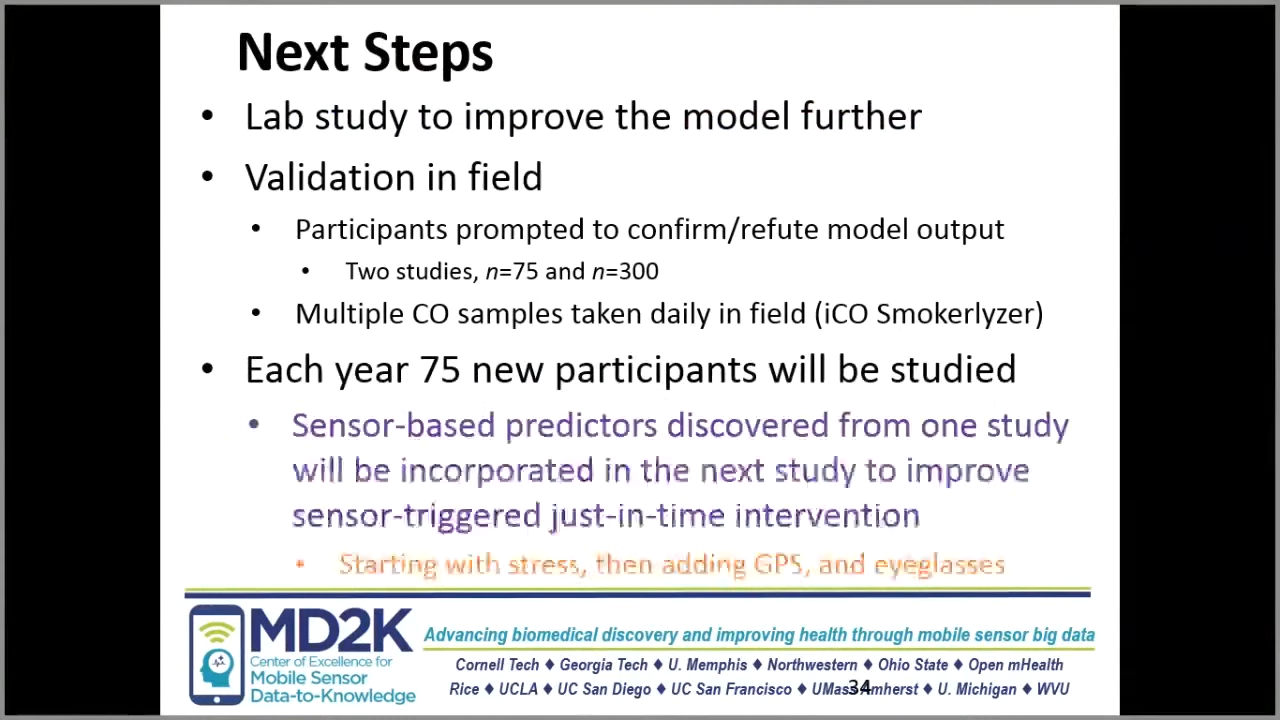 Next Steps
• Lab study to improve the model further
• Validation in field
• Participants prompted to confirm/refute model output
• Two studies, n=75 and n=300
• Multiple CO samples taken daily in field (iCO Smokerlyzer)
• Each year 75 new participants will be studied
• Sensor-based predictors discovered from one study
will be incorporated in the next study to improve
sensor-triggered just-in-time intervention
• Starting with stress, then adding GPS, and eyeglasses
MD2K
Center of Excellence for
Mobile Sensor
Data-to-Knowledge
Advancing biomedical discovery and improving health through mobile sensor big data
Cornell Tech ♦ Georgia Tech ♦ U. Memphis ♦ Northwestern ♦ Ohio State ♦ Open mHealth
Rice ♦ UCLA ♦ UC San Diego ♦ UC San Francisco ♦ UMass Amherst ♦ U. Michigan ♦ WVU
34